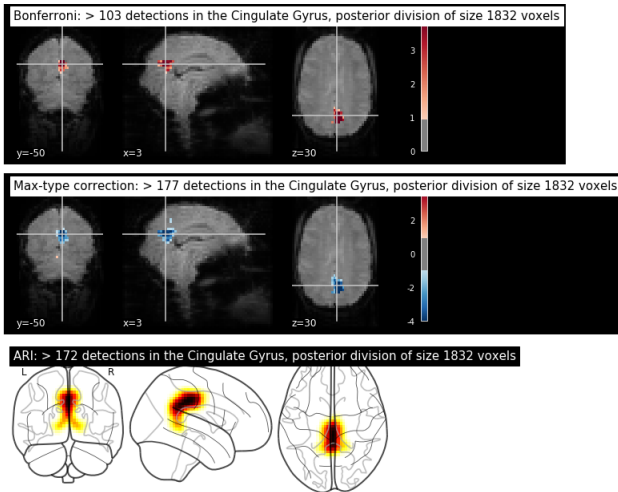 Bonferroni: > 103 detections in the Cingulate Gyrus, posterior division of size 1832 voxels
3
2
1
0
y=-50
x=3
z=30
Max-type correction: > 177 detections in the Cingulate Gyrus, posterior division of size 1832 voxels
2
0
-2
-4
y=-50
x=3
z=30
ARI: > 172 detections in the Cingulate Gyrus, posterior division of size 1832 voxels
L R